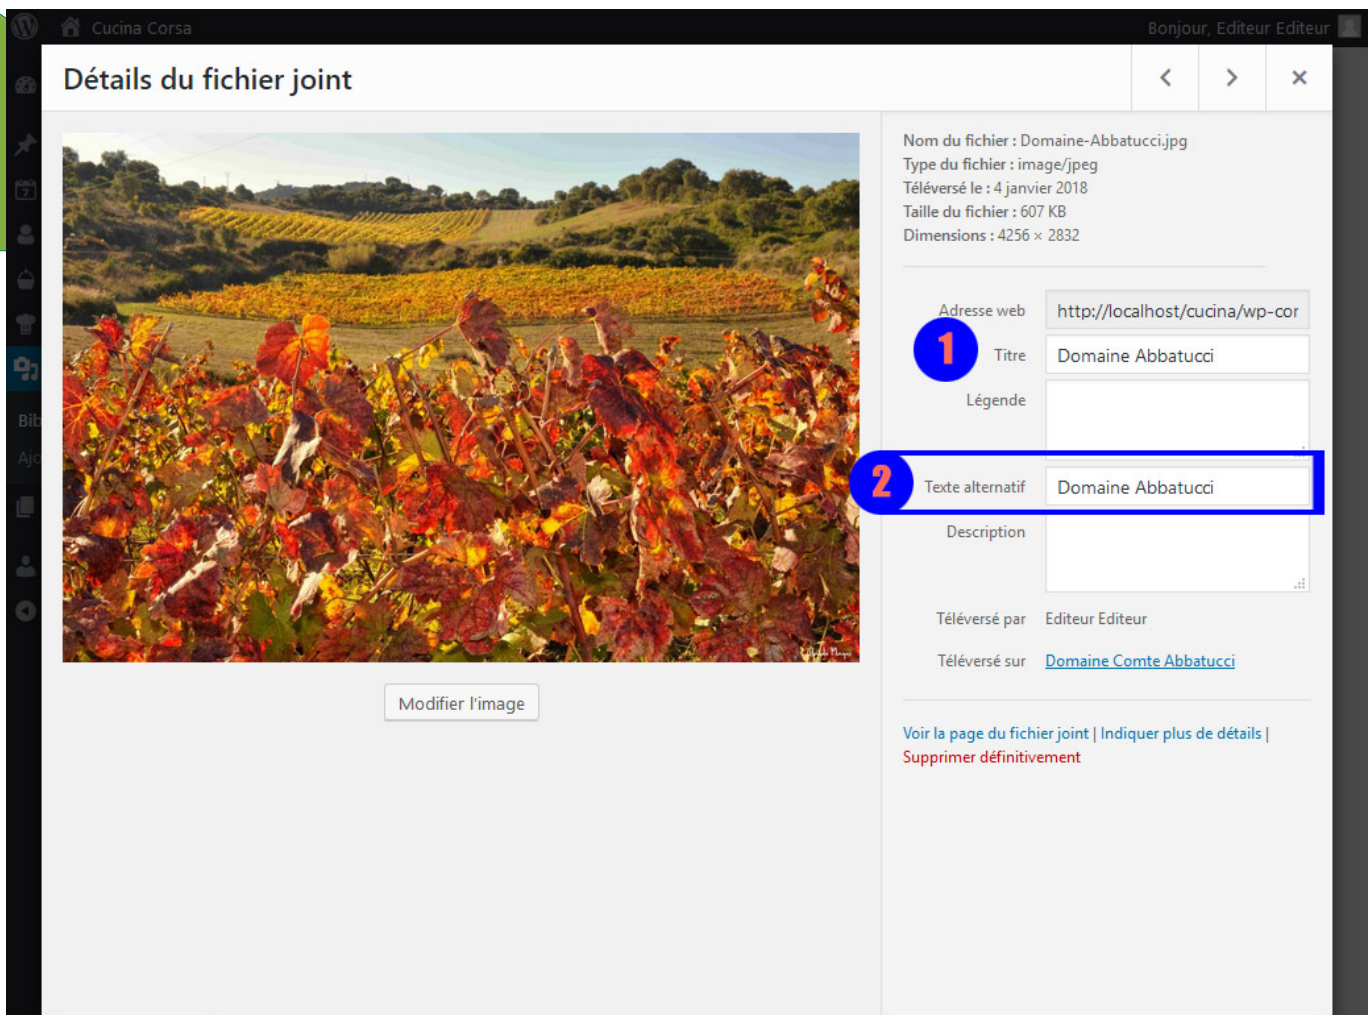 Cucina Corsa
Bonjour, Editeur Editeur
Détails du fichier joint
Nom du fichier : Domaine-Abbatucci.jpg
Type du fichier : image/jpeg
Téléversé le : 4 janvier 2018
Taille du fichier : 607 KB
Dimensions : 4256 × 2832
Adresse web http://localhost/cucina/wp-cor
1
Titre Domaine Abbatucci
Légende
2
Texte alternatif Domaine Abbatucci
Description
Téléversé par Editeur Editeur
Téléversé sur Domaine Comte Abbatucci
Modifier l'image
Voir la page du fichier joint | Indiquer plus de détails |
Supprimer définitivement
Bib
Ajo